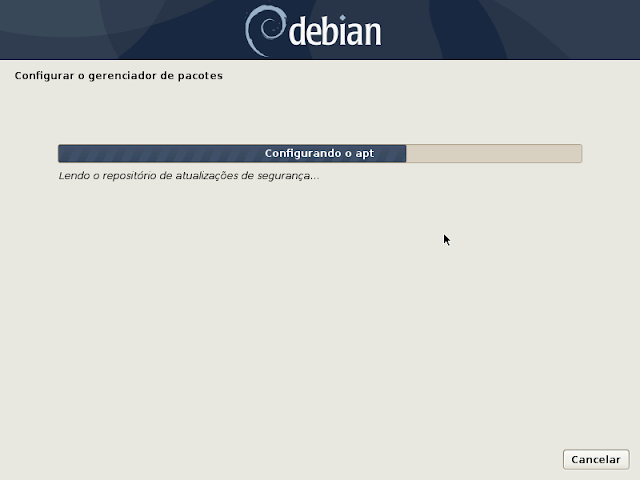 debian
Configurar o gerenciador de pacotes
Configurando o apt
Lendo o repositório de atualizações de segurança...
Cancelar